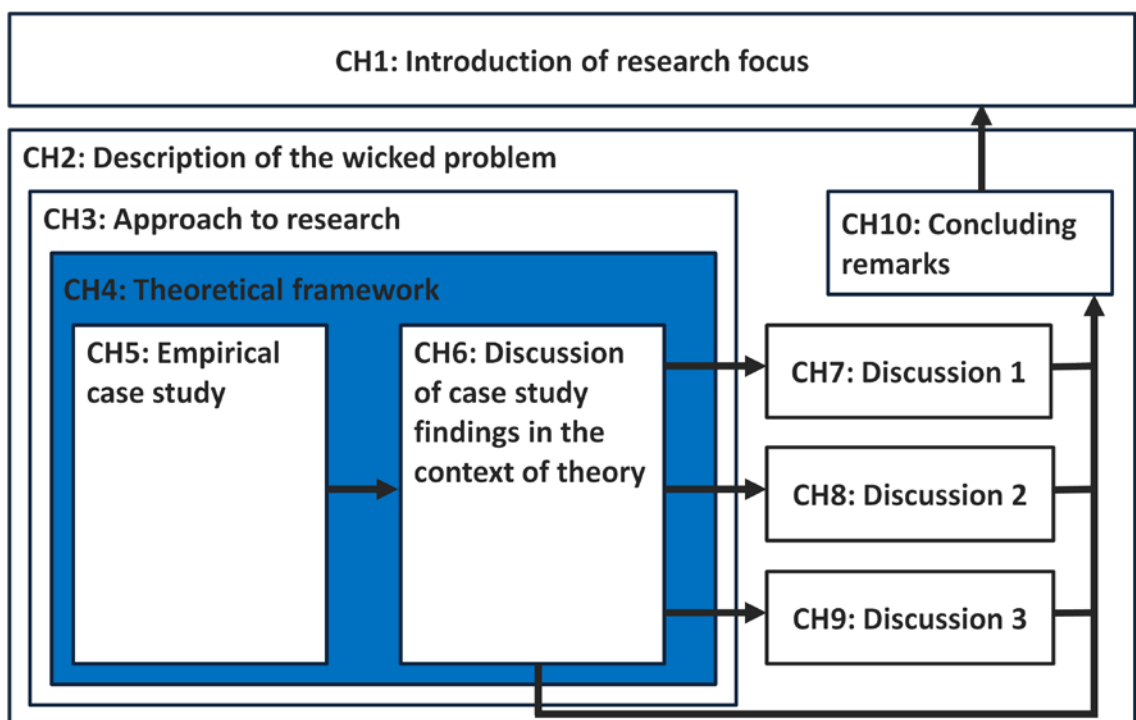 CH1: Introduction of research focus
CH2: Description of the wicked problem
CH3: Approach to research
CH10: Concluding
remarks
CH4: Theoretical framework
CH5: Empirical
case study
CH6: Discussion
of case study
findings in the
context of theory
CH7: Discussion 1
CH8: Discussion 2
CH9: Discussion 3